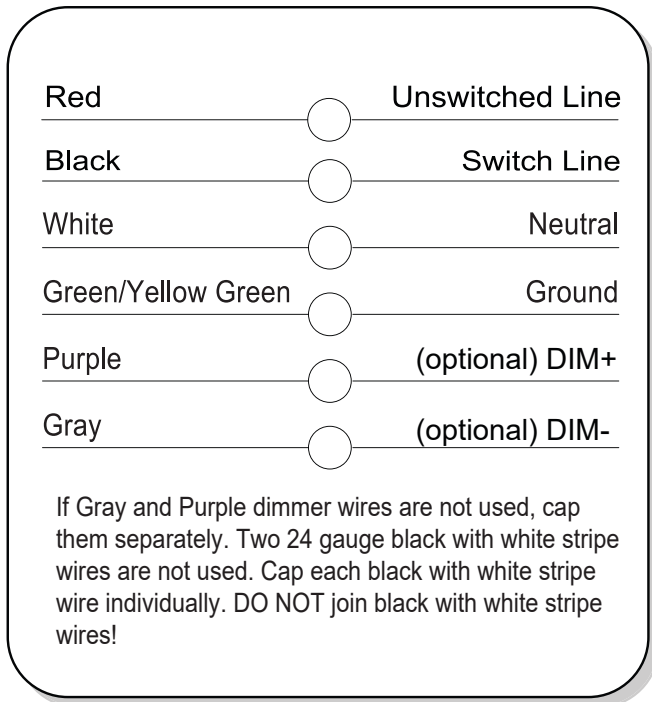 Red Unswitched Line
Black Switch Line
White Neutral
Green/Yellow Green Ground
Purple (optional) DIM+
Gray (optional) DIM-
If Gray and Purple dimmer wires are not used, cap
them separately. Two 24 gauge black with white stripe
wires are not used. Cap each black with white stripe
wire individually. DO NOT join black with white stripe
wires!